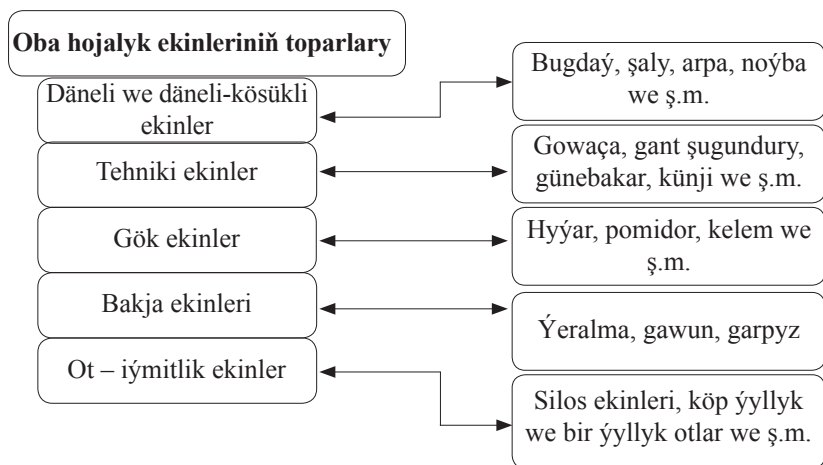 Oba hojalyk ekinleriniň toparlary
Däneli we däneli-kösükli
ekinler
Bugdaý, şaly, arpa, noýba
we ş.m.
Tehniki ekinler
Gowaça, gant şugundury,
günebakar, künji we ş.m.
Gök ekinler
Hyýar, pomidor, kelem we
ş.m.
Bakja ekinleri
Ýeralma, gawun, garpyz
Ot – iýmitlik ekinler
Silos ekinleri, köp ýyllyk
we bir ýyllyk otlar we ş.m.